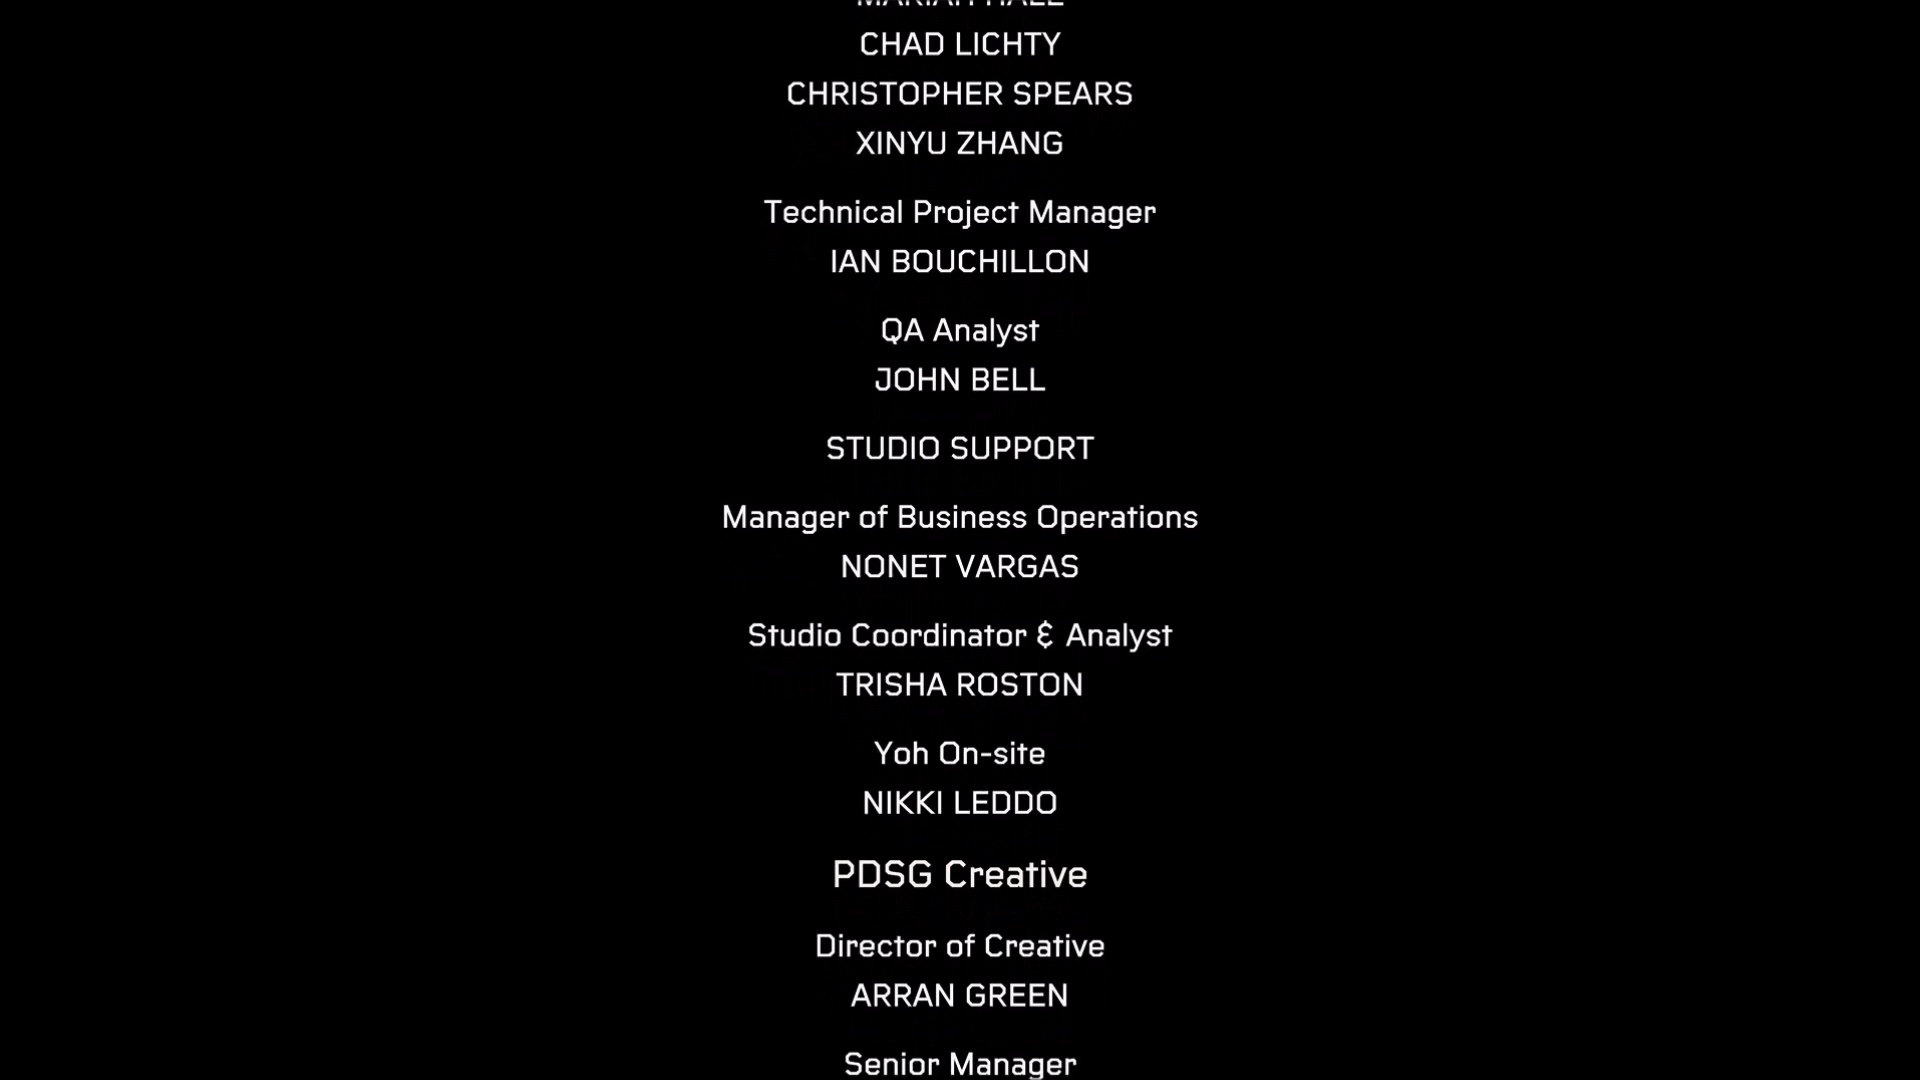 CHAD LICHTY
CHRISTOPHER SPEARS
XINYU ZHANG
Technical Project Manager
IAN BOUCHILLON
QA Analyst
JOHN BELL
STUDIO SUPPORT
Manager of Business Operations
NONET VARGAS
Studio Coordinator & Analyst
TRISHA ROSTON
Yoh On-site
NIKKI LEDDO
PDSG Creative
Director of Creative
ARRAN GREEN
Senior Manager